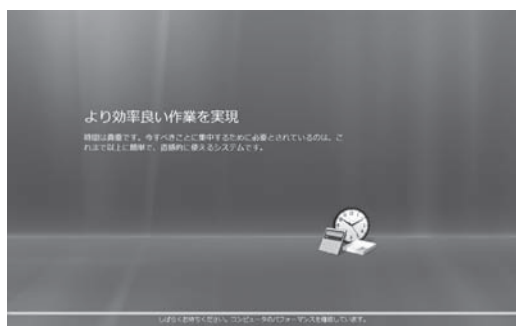 より効率良い作業を実現
時間は貴重です。今すべきことに集中するために必要とされているのは、こ
れまで以上に簡単で、直感的に使えるシステムです。
しばらくお待ちください。コンピュータのパフォーマンスを確認しています。